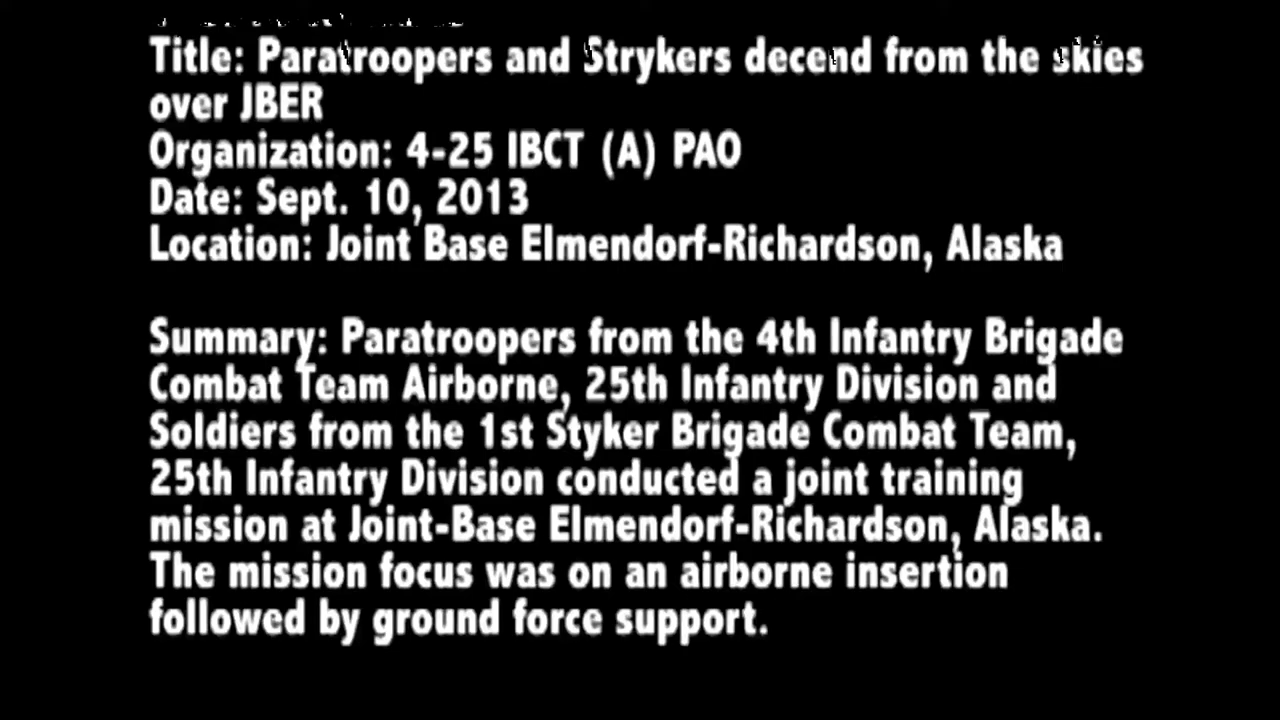 Title: Paratroopers and Strykers decend from the skies
over JBER
Organization: 4-25 IBCT (A) PAO
Date: Sept. 10, 2013
Location: Joint Base Elmendorf-Richardson, Alaska
Summary: Paratroopers from the 4th Infantry Brigade
Combat Team Airborne, 25th Infantry Division and
Soldiers from the 1st Styker Brigade Combat Team,
25th Infantry Division conducted a joint training
mission at Joint-Base Elmendorf-Richardson, Alaska.
The mission focus was on an airborne insertion
followed by ground force support.